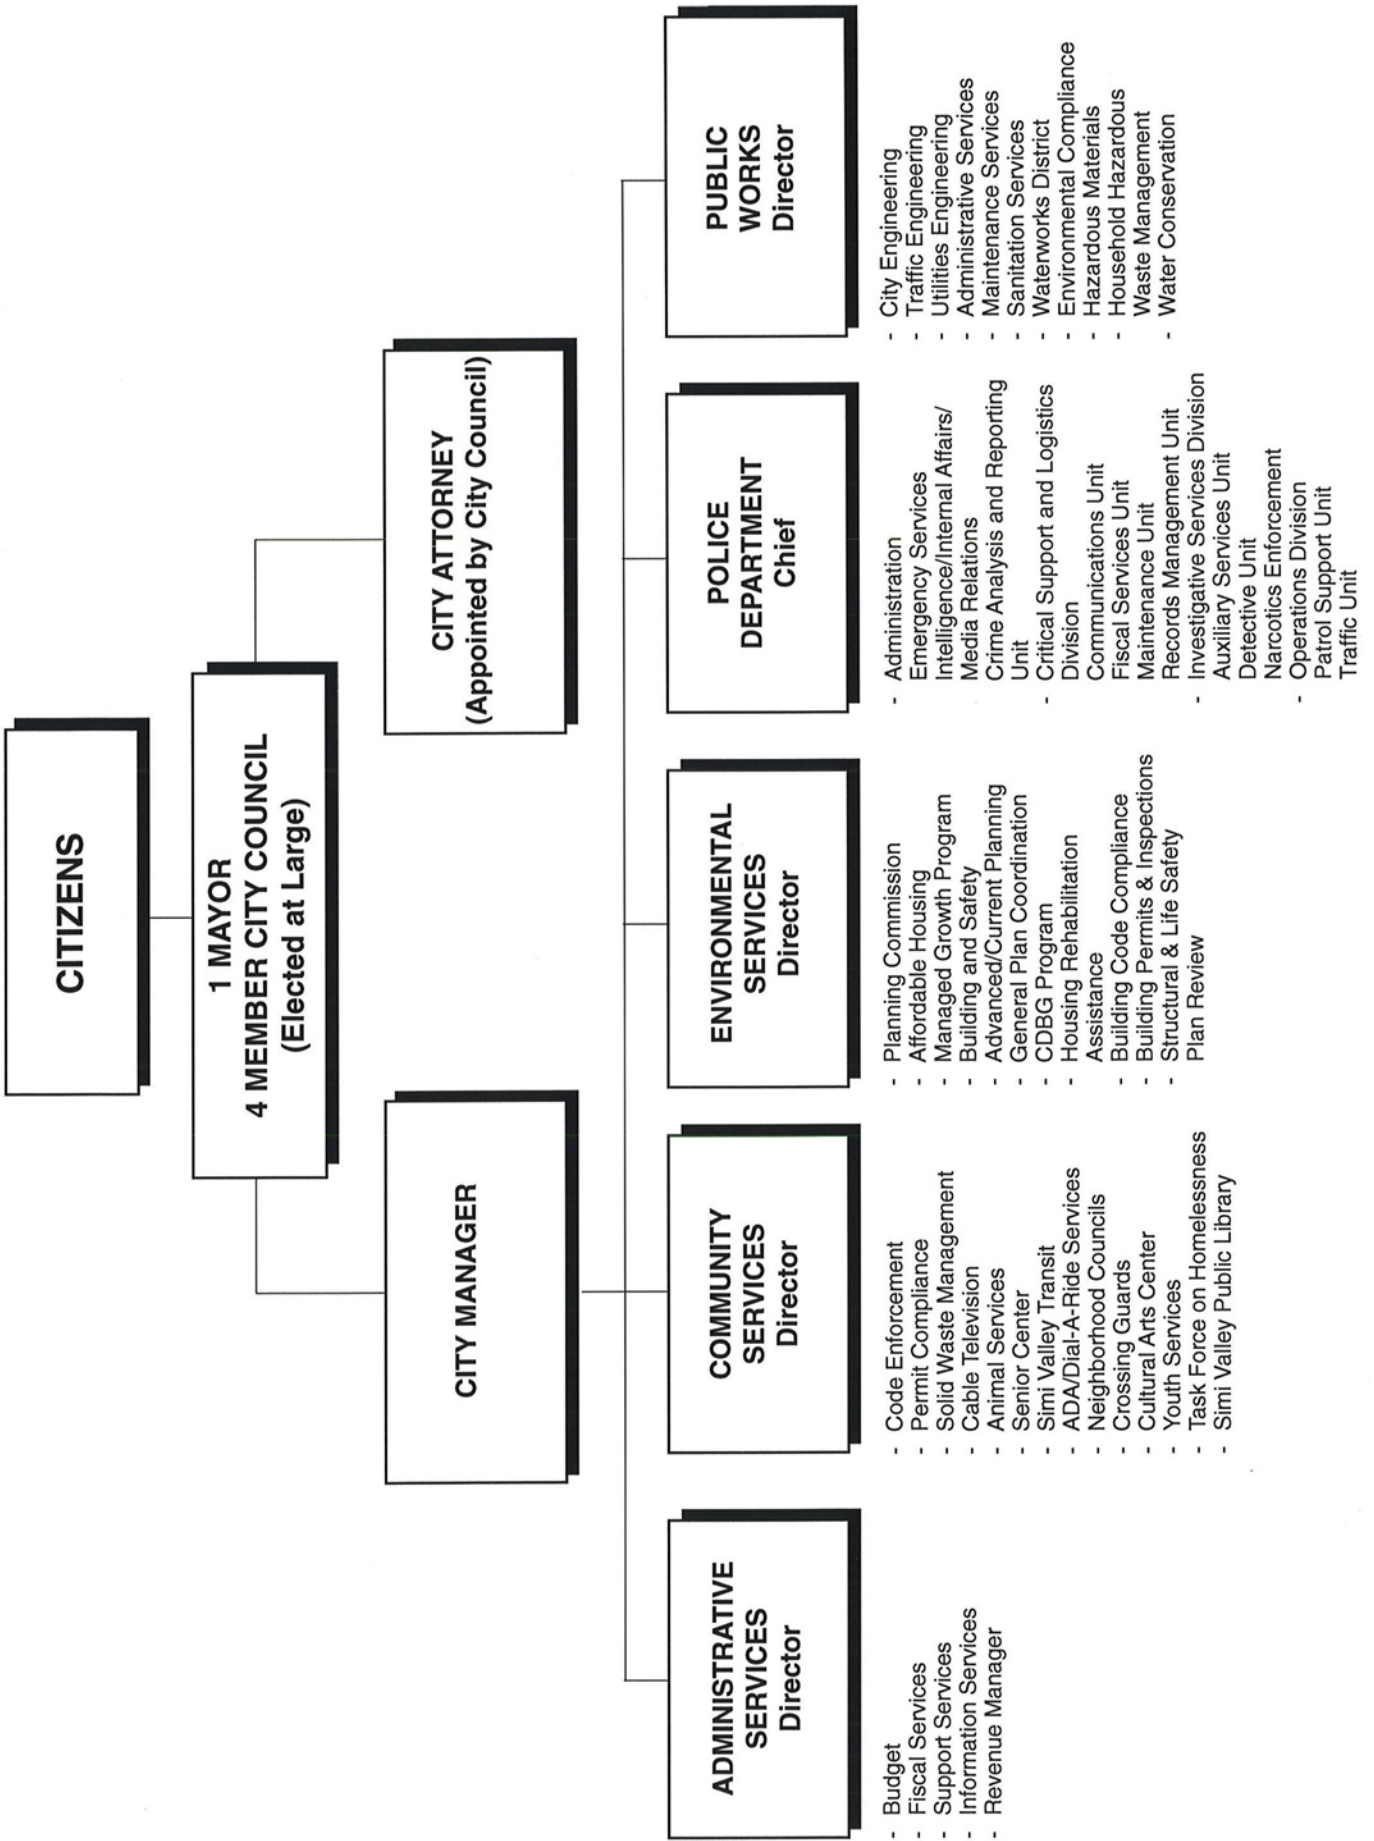 CITIZENS
1 MAYOR
4 MEMBER CITY COUNCIL
(Elected at Large)
CITY MANAGER
CITY ATTORNEY
(Appointed by City Council)
ADMINISTRATIVE
SERVICES
Director
- Budget
- Fiscal Services
- Support Services
- Information Services
- Revenue Manager
COMMUNITY
SERVICES
Director
- Code Enforcement
- Permit Compliance
- Solid Waste Management
- Cable Television
- Animal Services
- Senior Center
- Simi Valley Transit
- ADA/Dial-A-Ride Services
- Neighborhood Councils
- Crossing Guards
- Cultural Arts Center
- Youth Services
- Task Force on Homelessness
- Simi Valley Public Library
ENVIRONMENTAL
SERVICES
Director
- Planning Commission
- Affordable Housing
- Managed Growth Program
- Building and Safety
- Advanced/Current Planning
- General Plan Coordination
- CDBG Program
- Housing Rehabilitation
Assistance
- Building Code Compliance
- Building Permits & Inspections
- Structural & Life Safety
Plan Review
POLICE
DEPARTMENT
Chief
- Administration
Emergency Services
Intelligence/Internal Affairs/
Media Relations
Crime Analysis and Reporting
Unit
- Critical Support and Logistics
Division
Communications Unit
Fiscal Services Unit
Maintenance Unit
Records Management Unit
- Investigative Services Division
Auxiliary Services Unit
Detective Unit
Narcotics Enforcement
- Operations Division
Patrol Support Unit
Traffic Unit
PUBLIC
WORKS
Director
- City Engineering
- Traffic Engineering
- Utilities Engineering
- Administrative Services
- Maintenance Services
- Sanitation Services
- Waterworks District
- Environmental Compliance
- Hazardous Materials
- Household Hazardous
Waste Management
- Water Conservation